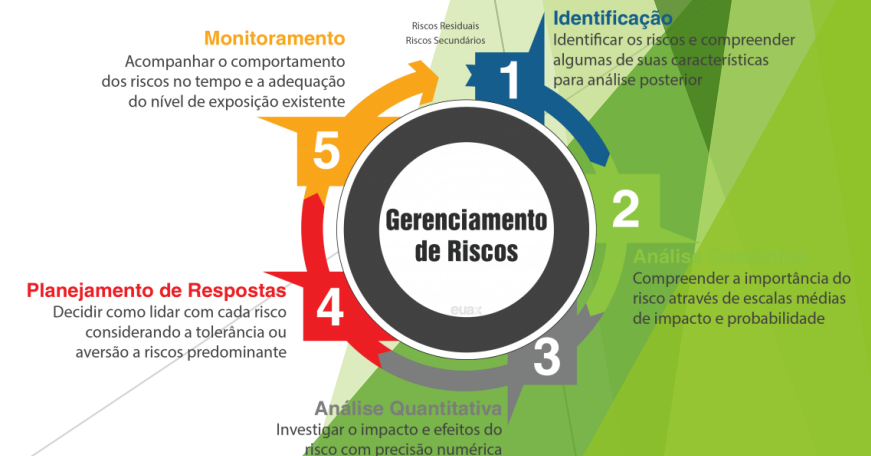 Riscos Residuais
Riscos Secundários
1
Identificação
Identificar os riscos e compreender
algumas de suas características
para análise posterior
2
Análise
Compreender a importância do
risco através de escalas médias
de impacto e probabilidade
3
Análise Quantitativa
Investigar o impacto e efeitos do
risco com precisão numérica
4
Planejamento de Respostas
Decidir como lidar com cada risco
considerando a tolerância ou
aversão a riscos predominante
5
Monitoramento
Acompanhar o comportamento
dos riscos no tempo e a adequação
do nível de exposição existente
Gerenciamento
de Riscos
euax